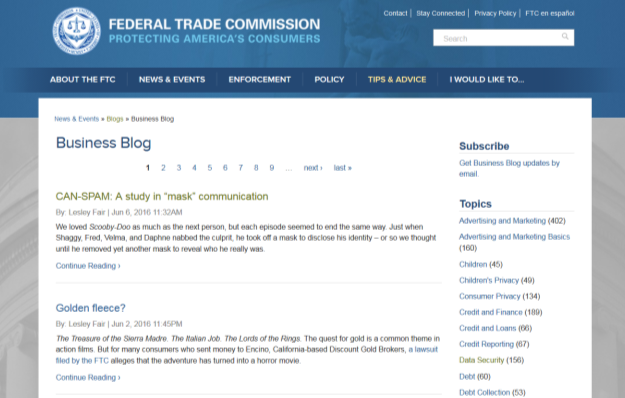 Contact | Stay Connected | Privacy Policy | FTC en español
FEDERAL TRADE COMMISSION
PROTECTING AMERICA'S CONSUMERS
Search
ABOUT THE FTC
NEWS & EVENTS
ENFORCEMENT
POLICY
TIPS & ADVICE
I WOULD LIKE TO...
News & Events » Blogs » Business Blog
Business Blog
1 2 3 4 5 6 7 8 9 … next › last »
CAN-SPAM: A study in "mask" communication
By: Lesley Fair | Jun 6, 2016 11:32AM
We loved Scooby-Doo as much as the next person, but each episode seemed to end the same way. Just when
Shaggy, Fred, Velma, and Daphne nabbed the culprit, he took off a mask to disclose his identity – or so we thought
until he removed yet another mask to reveal who he really was.
Continue Reading ›
Golden fleece?
By: Lesley Fair | Jun 2, 2016 11:45PM
The Treasure of the Sierra Madre. The Italian Job. The Lords of the Rings. The quest for gold is a common theme in
action films. But for many consumers who sent money to Encino, California-based Discount Gold Brokers, a lawsuit
filed by the FTC alleges that the adventure has turned into a horror movie.
Continue Reading ›
Subscribe
Get Business Blog updates by
email
Topics
Advertising and Marketing (402)
Advertising and Marketing Basics
(160)
Children (45)
Children's Privacy (49)
Consumer Privacy (134)
Credit and Finance (189)
Credit and Loans (66)
Credit Reporting (67)
Data Security (156)
Debt (60)
Debt Collection (53)